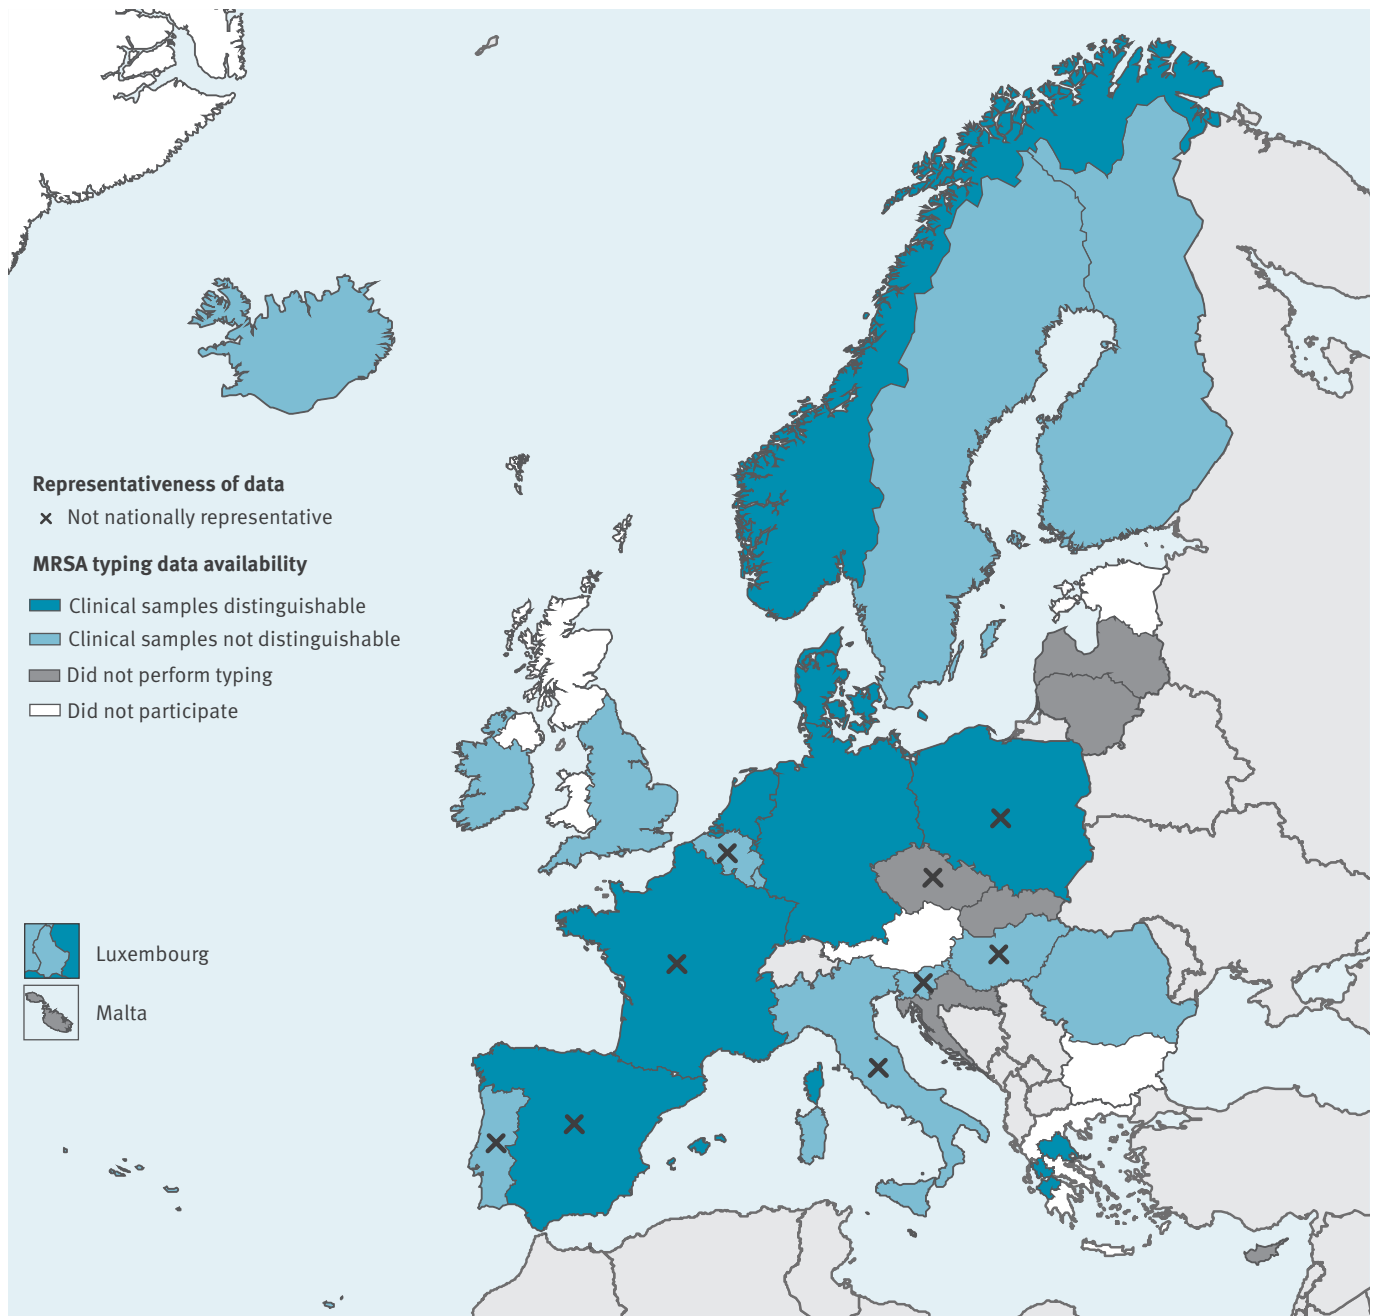 Representativeness of data
× Not nationally representative
MRSA typing data availability
Clinical samples distinguishable
Clinical samples not distinguishable
Did not perform typing
Did not participate
Luxembourg
Malta